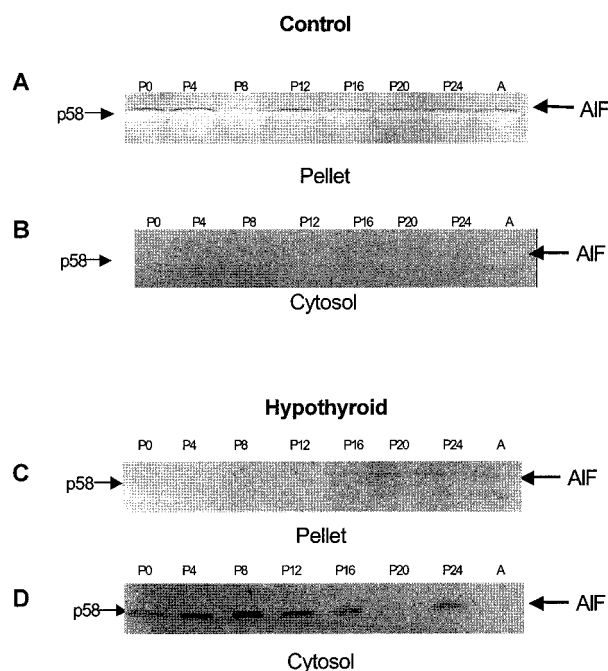 Control
A
P0 P4 P8 P12 P16 P20 P24 A
p58 AIF
Pellet
B
P0 P4 P8 P12 P16 P20 P24 A
p58 AIF
Cytosol
Hypothyroid
P0 P4 P8 P12 P16 P20 P24 A
C
p58 AIF
Pellet
P0 P4 P8 P12 P16 P20 P24 A
D
p58 AIF
Cytosol